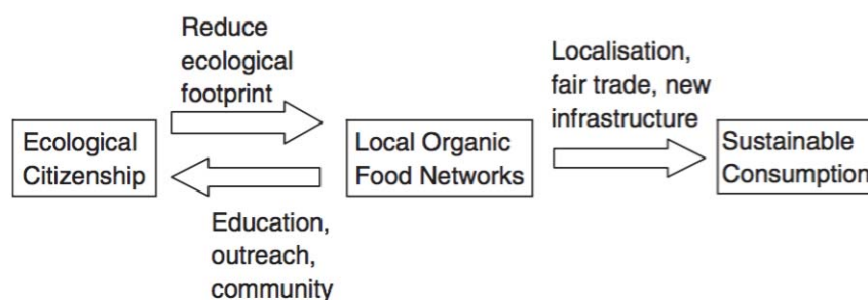 Reduce
ecological
footprint
Localisation,
fair trade, new
infrastructure
Ecological
Citizenship
Local Organic
Food Networks
Sustainable
Consumption
Education,
outreach,
community